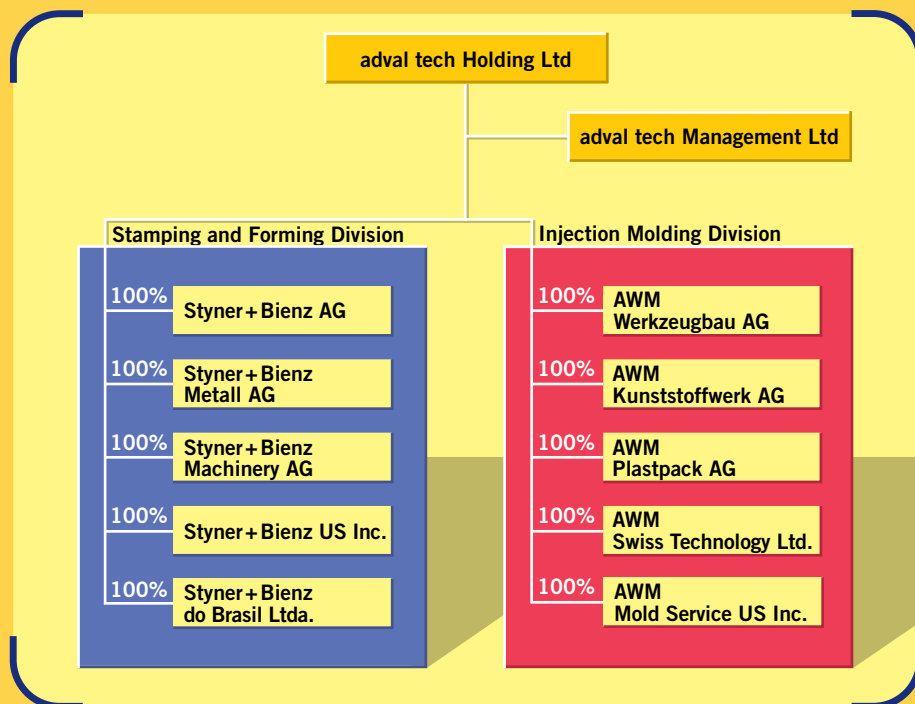 adval tech Holding Ltd
adval tech Management Ltd
Stamping and Forming Division
100%
Styner+Bienz AG
100%
Styner+Bienz
Metall AG
100%
Styner+Bienz
Machinery AG
100%
Styner+Bienz US Inc.
100%
Styner+Bienz
do Brasil Ltda.
Injection Molding Division
100%
AWM
Werkzeugbau AG
100%
AWM
Kunststoffwerk AG
100%
AWM
Plastpack AG
100%
AWM
Swiss Technology Ltd.
100%
AWM
Mold Service US Inc.